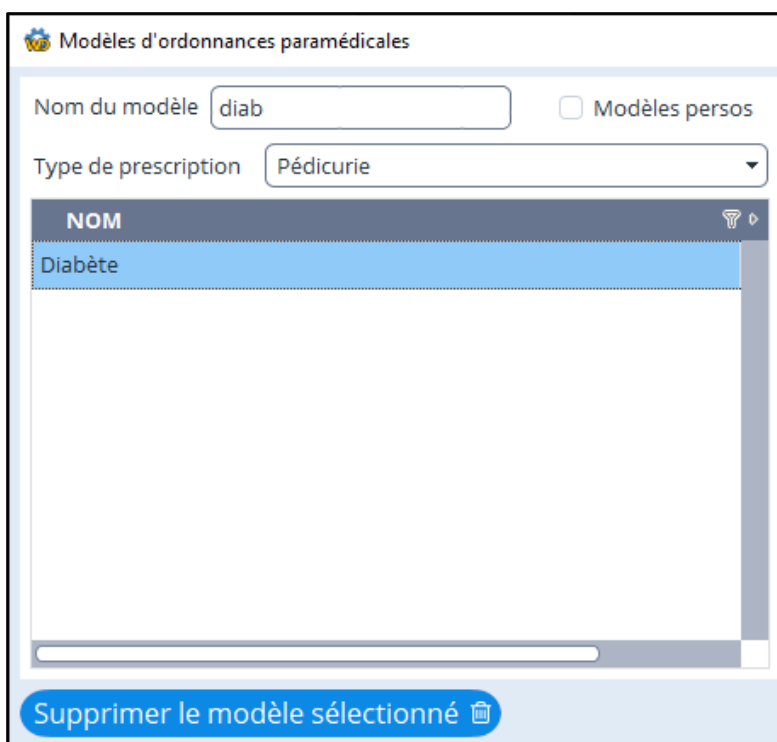 Modèles d'ordonnances paramédicales
Nom du modèle diab Modèles persos
Type de prescription Pédicurie
NOM
Diabète
Supprimer le modèle sélectionné